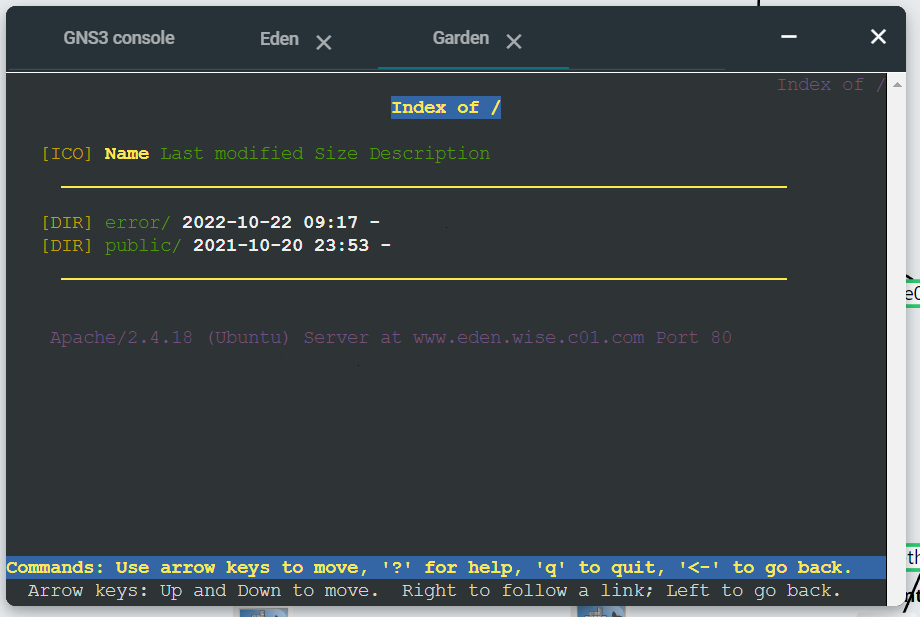 GNS3 console Eden Garden
Index of /
Index of /
[ICO] Name Last modified Size Description
[DIR] error/ 2022-10-22 09:17 -
[DIR] public/ 2021-10-20 23:53 -
Apache/2.4.18 (Ubuntu) Server at www.eden.wise.c01.com Port 80
Commands: Use arrow keys to move, '?' for help, 'q' to quit, '<-' to go back.
Arrow keys: Up and Down to move. Right to follow a link; Left to go back.